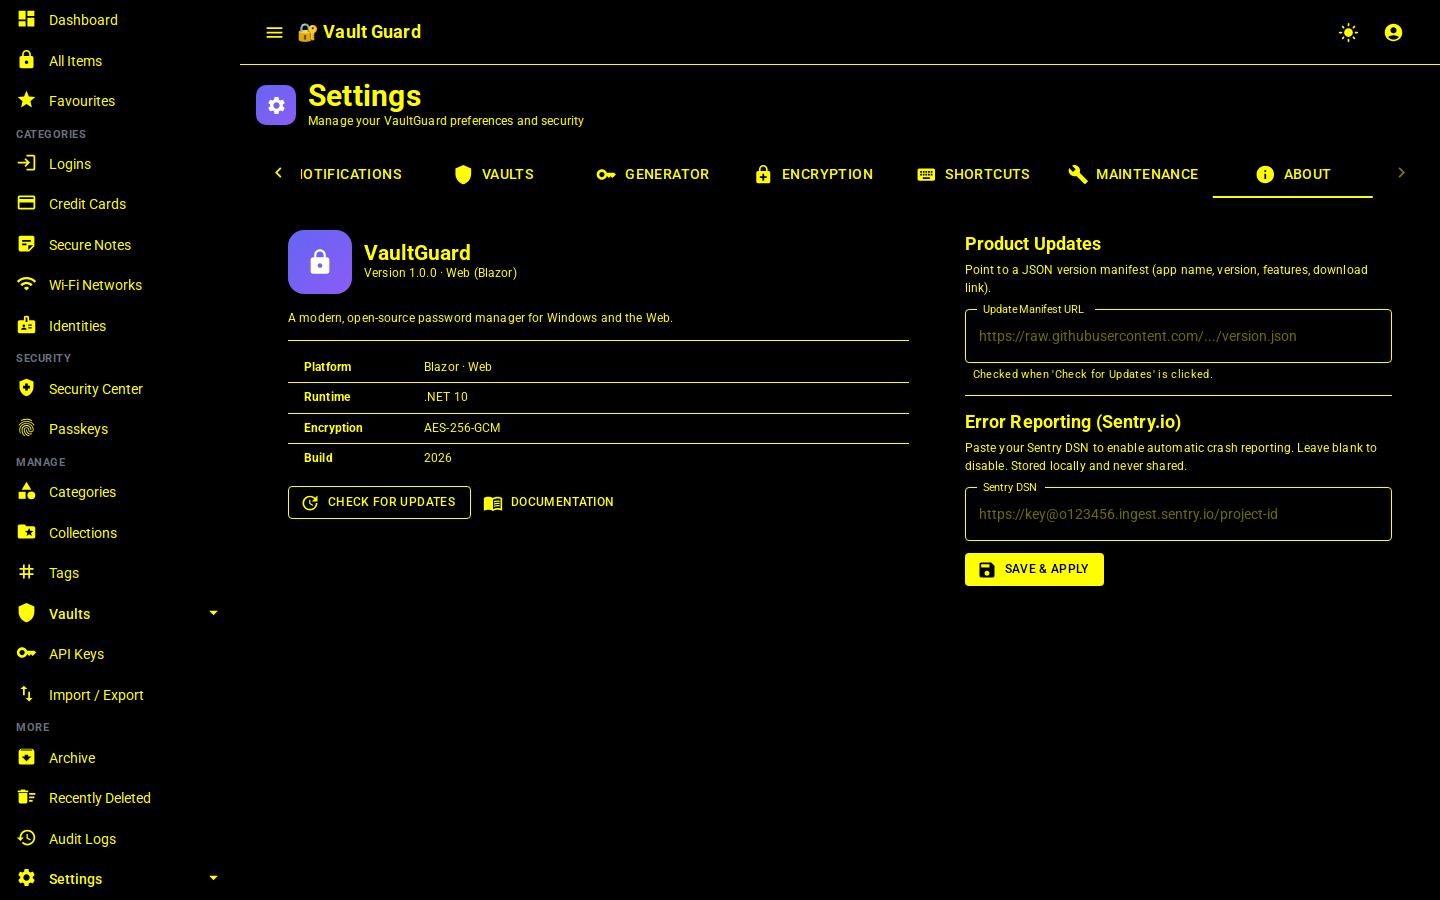 Dashboard
All Items
Favourites
CATEGORIES
Logins
Credit Cards
Secure Notes
Wi-Fi Networks
Identities
SECURITY
Security Center
Passkeys
MANAGE
Categories
Collections
Tags
Vaults
API Keys
Import / Export
MORE
Archive
Recently Deleted
Audit Logs
Settings
Vault Guard
Settings
Manage your VaultGuard preferences and security
OTIFICATIONS
VAULTS
GENERATOR
ENCRYPTION
SHORTCUTS
MAINTENANCE
ABOUT
VaultGuard
Version 1.0.0 · Web (Blazor)
A modern, open-source password manager for Windows and the Web.
Platform Blazor · Web
Runtime .NET 10
Encryption AES-256-GCM
Build 2026
CHECK FOR UPDATES
DOCUMENTATION
Product Updates
Point to a JSON version manifest (app name, version, features, download
link).
Update Manifest URL
https://raw.githubusercontent.com/.../version.json
Checked when 'Check for Updates' is clicked.
Error Reporting (Sentry.io)
Paste your Sentry DSN to enable automatic crash reporting. Leave blank to
disable. Stored locally and never shared.
Sentry DSN
https://key@o123456.ingest.sentry.io/project-id
SAVE & APPLY